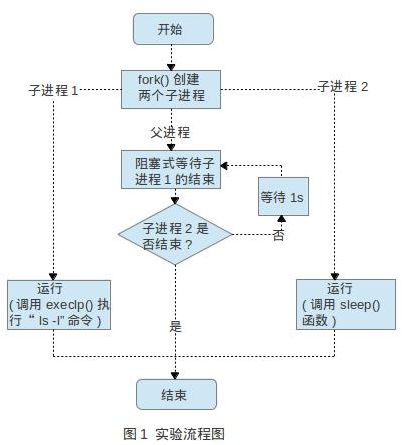 开始
fork() 创建
两个子进程
子进程 1
子进程 2
父进程
阻塞式等待子
进程 1 的结束
等待 1s
子进程 2 是
否结束？
否
运行
( 调用 execlp() 执
行 “ ls -l” 命令 )
运行
( 调用 sleep()
函数 )
是
结束
图 1 实验流程图